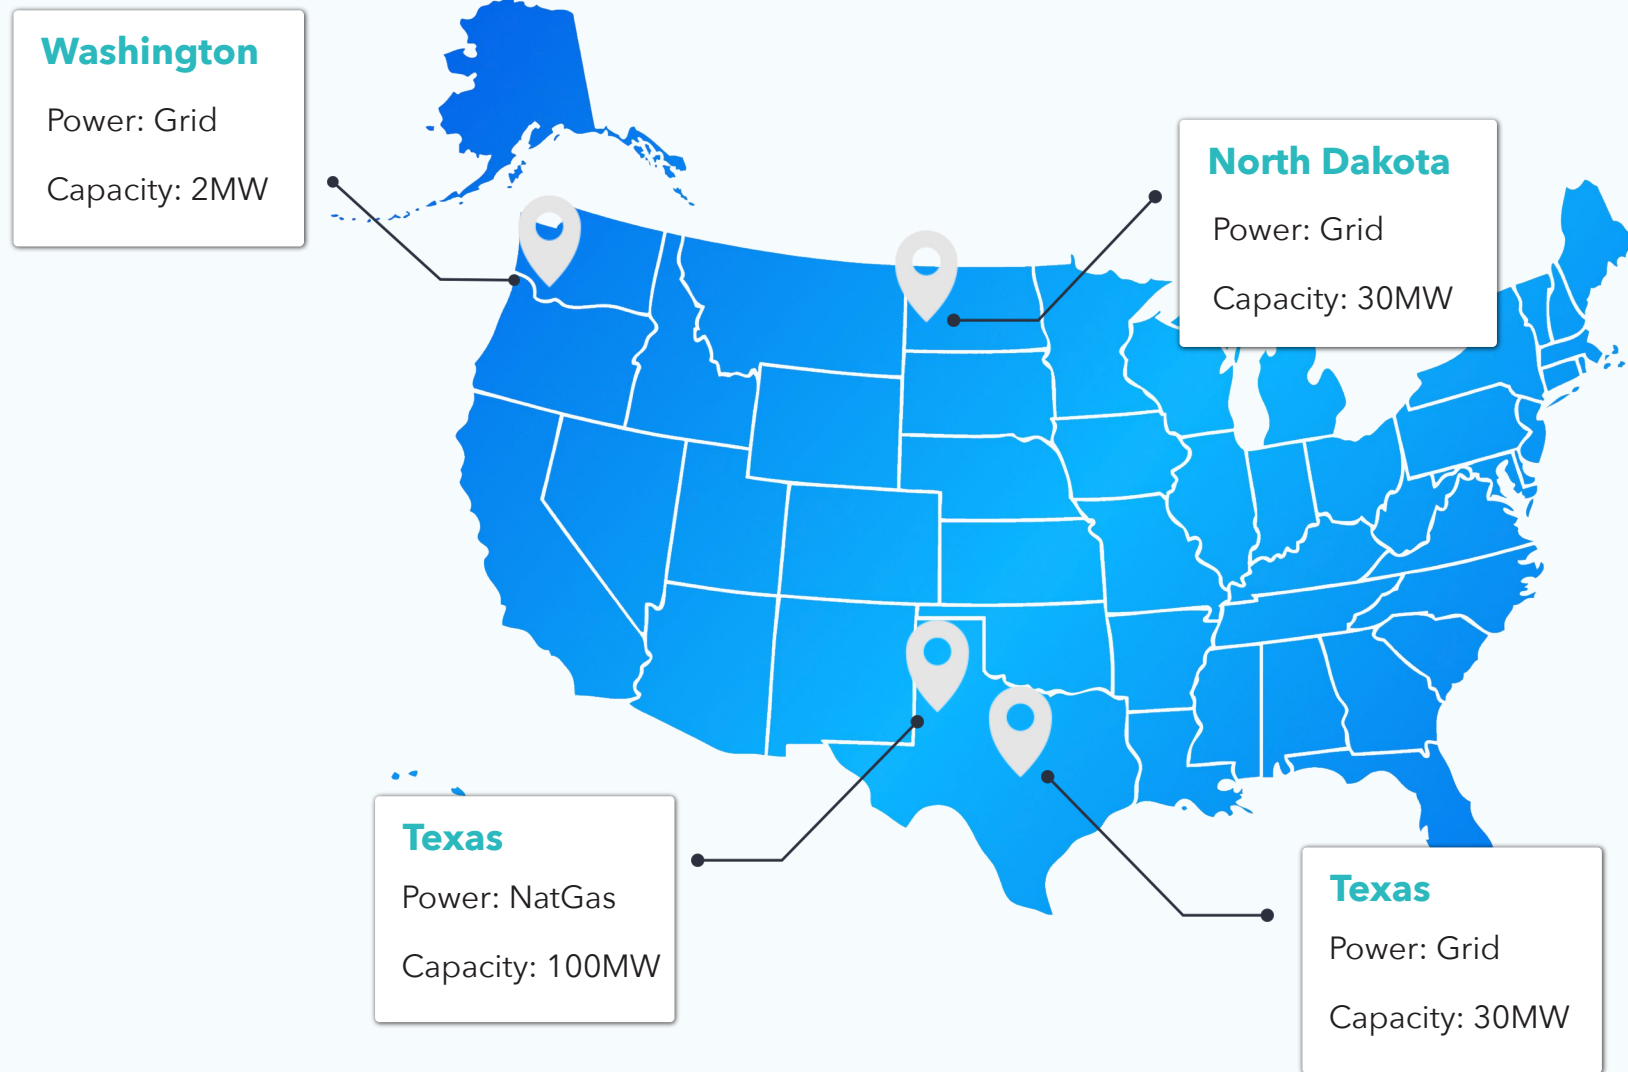 Washington
Power: Grid
Capacity: 2MW
North Dakota
Power: Grid
Capacity: 30MW
Texas
Power: NatGas
Capacity: 100MW
Texas
Power: Grid
Capacity: 30MW